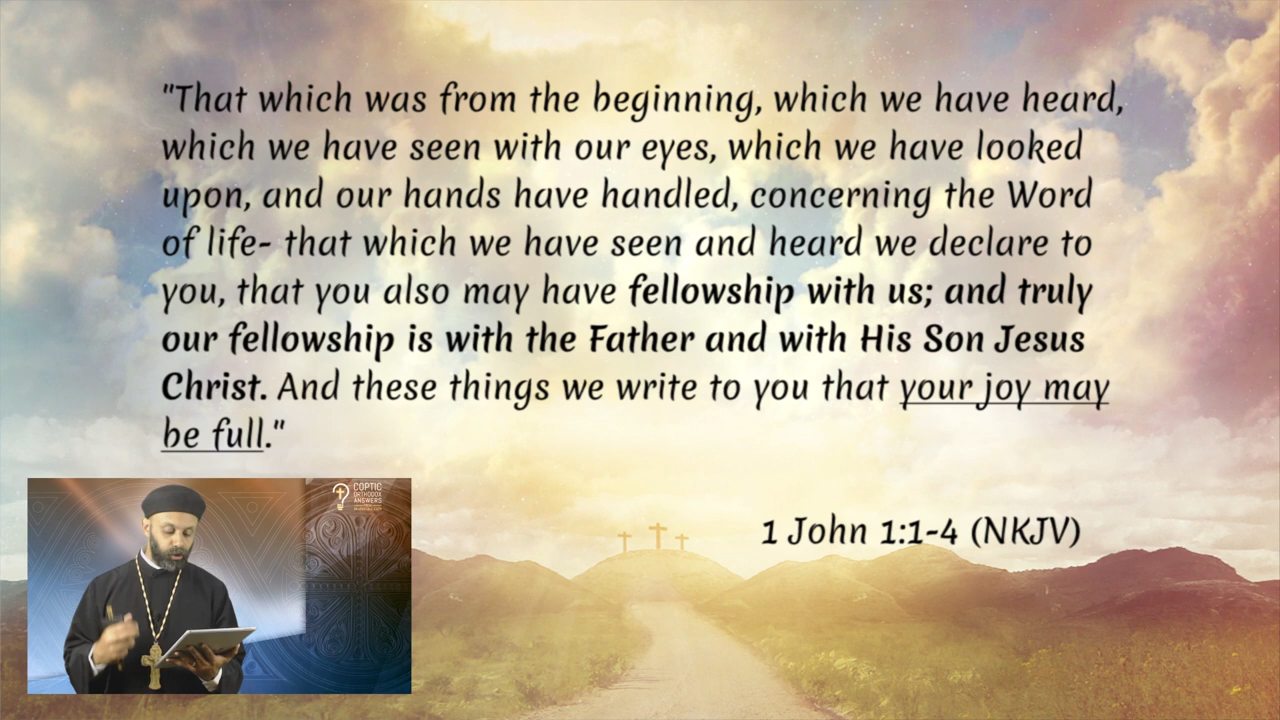 "That which was from the beginning, which we have heard,
which we have seen with our eyes, which we have looked
upon, and our hands have handled, concerning the Word
of life- that which we have seen and heard we declare to
you, that you also may have fellowship with us; and truly
our fellowship is with the Father and with His Son Jesus
Christ. And these things we write to you that your joy may
be full."
1 John 1:1-4 (NKJV)
COPTIC
ORTHODOX
ANSWERS